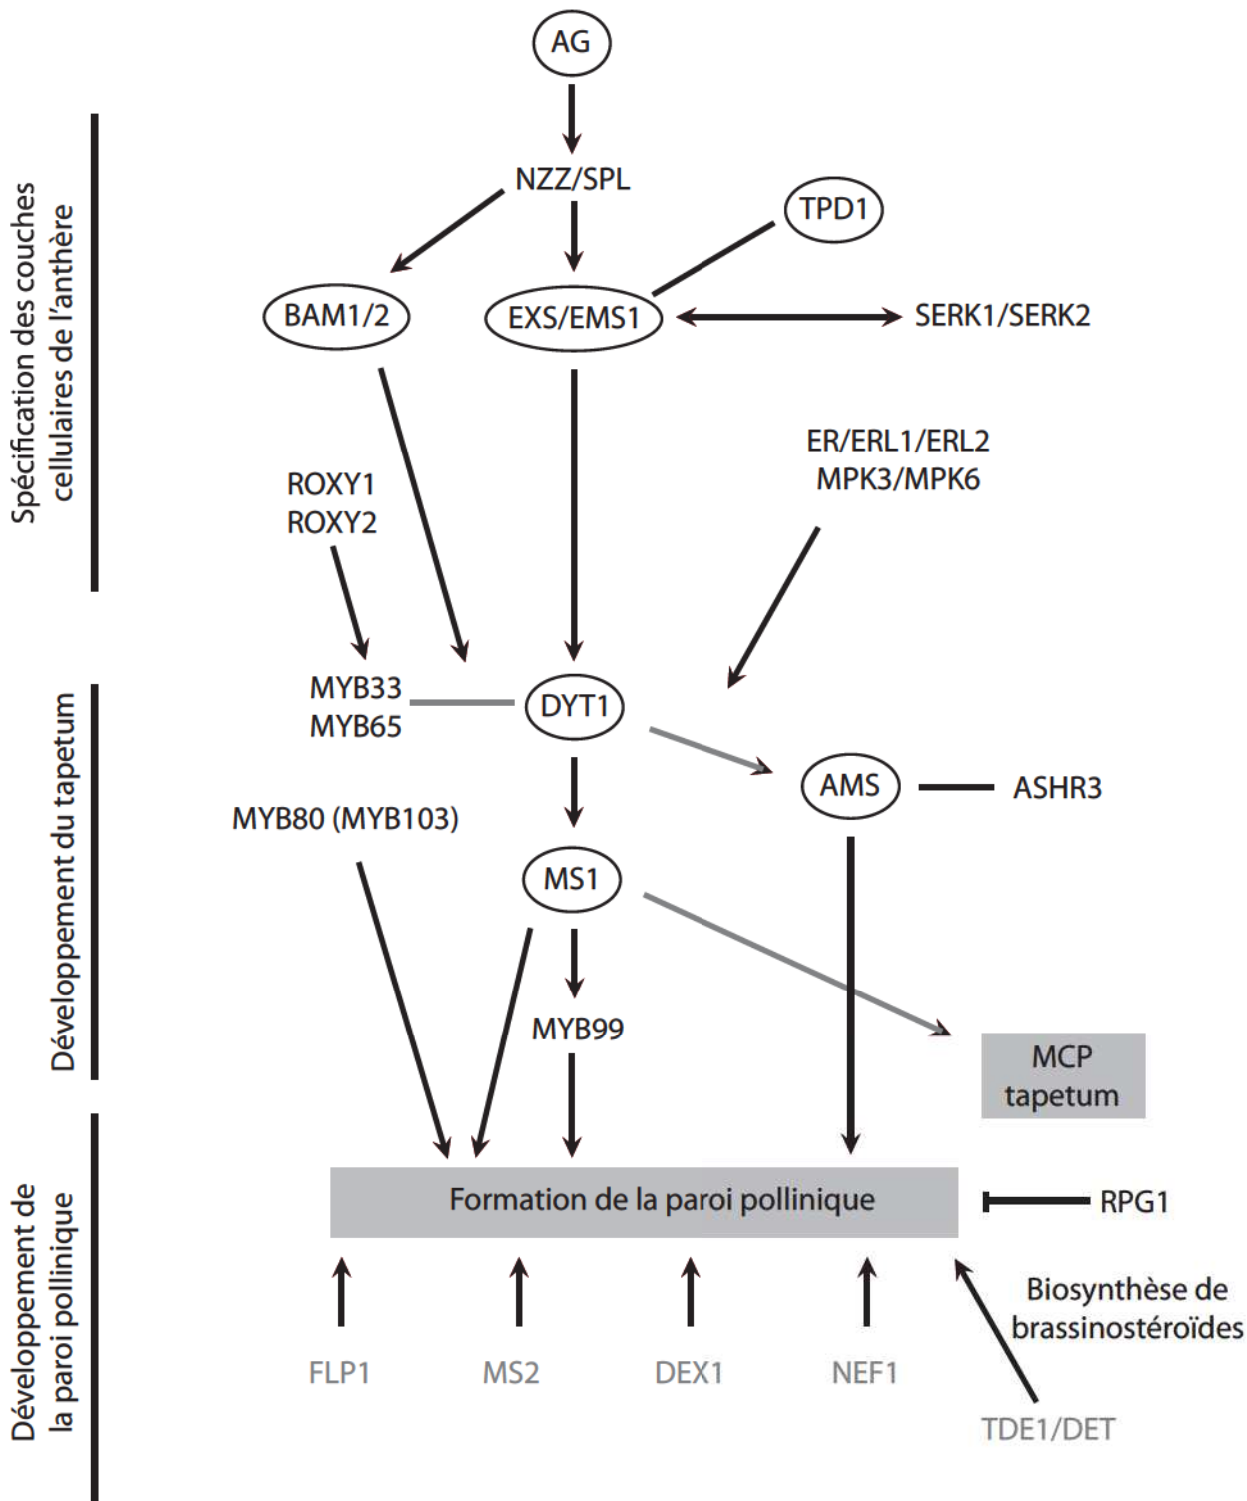 AG
NZZ/SPL
TPD1
BAM1/2
EXS/EMS1
SERK1/SERK2
Spécification des couches
cellulaires de l’anthère
ER/ERL1/ERL2
MPK3/MPK6
ROXY1
ROXY2
MYB33
MYB65
DYT1
AMS
ASHR3
MYB80 (MYB103)
MS1
Développement du tapetum
MYB99
MCP
tapetum
Formation de la paroi pollinique
RPG1
Développement de
la paroi pollinique
Biosynthèse de
brassinostéroïdes
FLP1
MS2
DEX1
NEF1
TDE1/DET